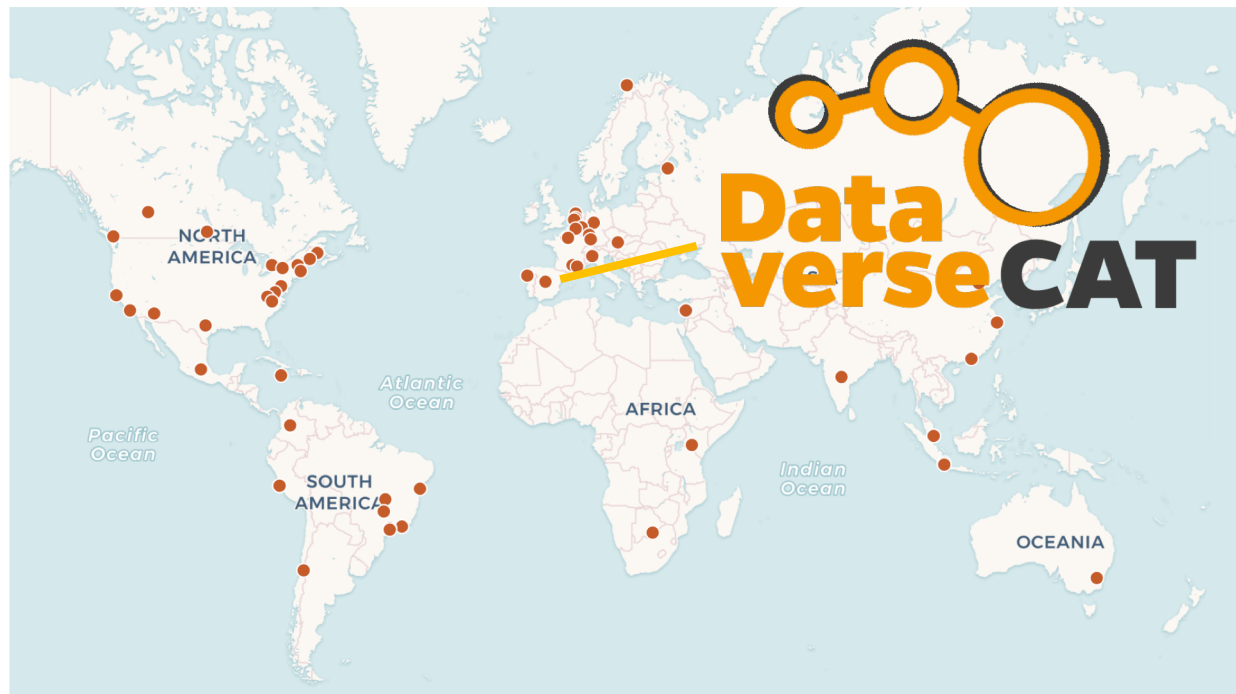 Data
verse CAT
NORTH
AMERICA
Atlantic
Ocean
Pacific
Ocean
AFRICA
SOUTH
AMERICA
Indian
Ocean
OCEANIA